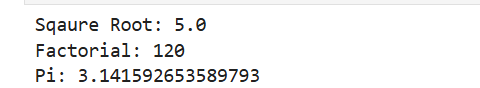 Sqaure Root: 5.0
Factorial: 120
Pi: 3.141592653589793